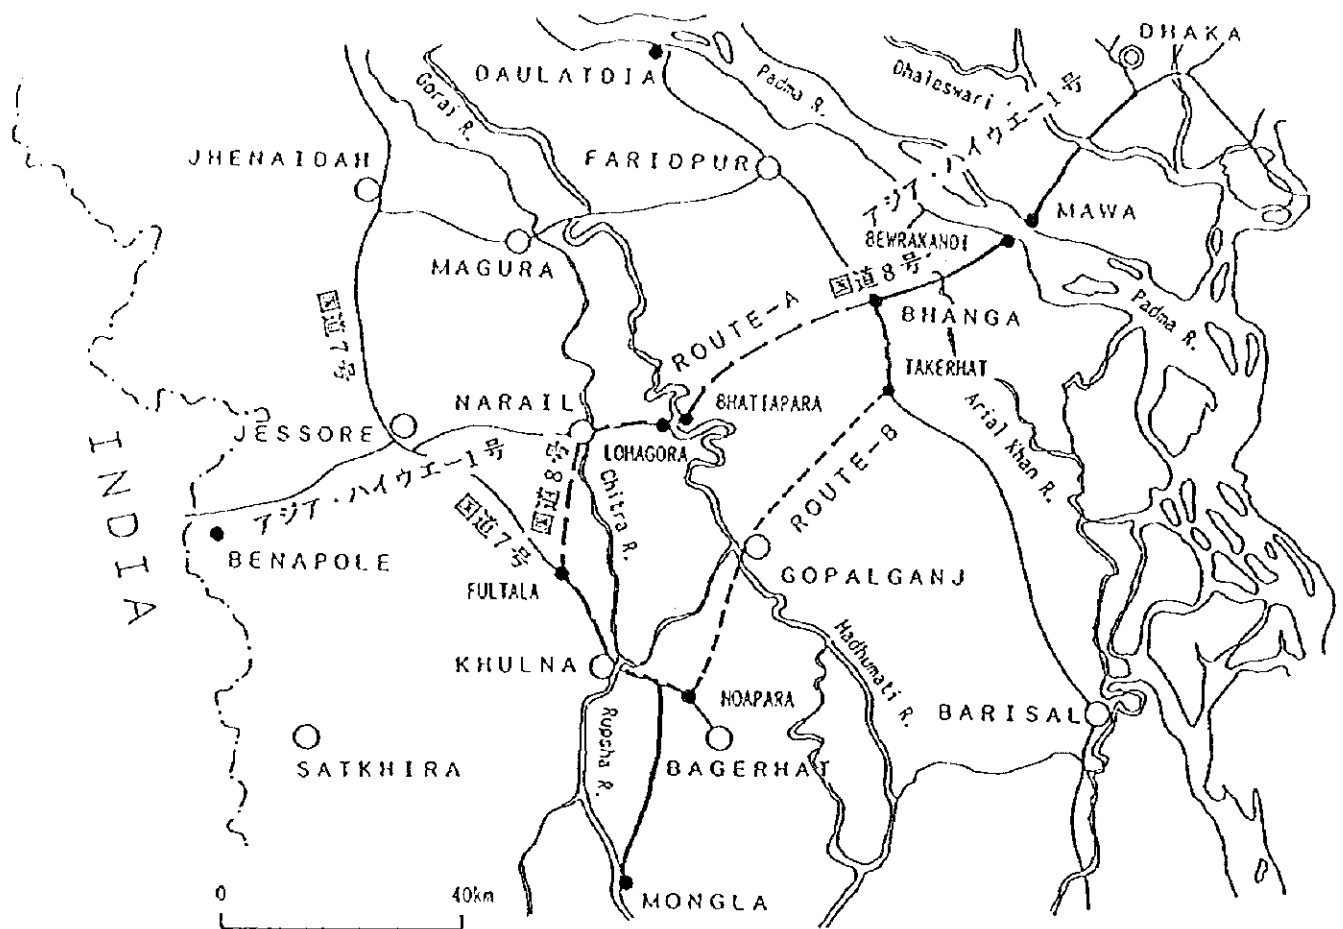 DHAKA
DAULATDIA
Padma R.
Dhaleswari
Gorai R.
アジア・ハイウエー1号
JHENAIDAH
FARIDPUR
MAWA
BEWRAKANDI
MAGURA
国道8号
国道7号
ROUTE-A
BHANGA
Padma R.
TAKERHAT
NARAIL
BHATIAPARA
Arial Khan R.
JESSORE
LOHAGORA
INDIA
アジア・ハイウエー1号
国道8号
Chitra R.
ROUTE-B
国道7号
BENAPOLE
GOPALGANJ
FULTALA
Madhumati R.
KHULNA
NOAPARA
BARISAL
Rupsha R.
SATKHIRA
BAGERHAT
0 40km
MONGLA